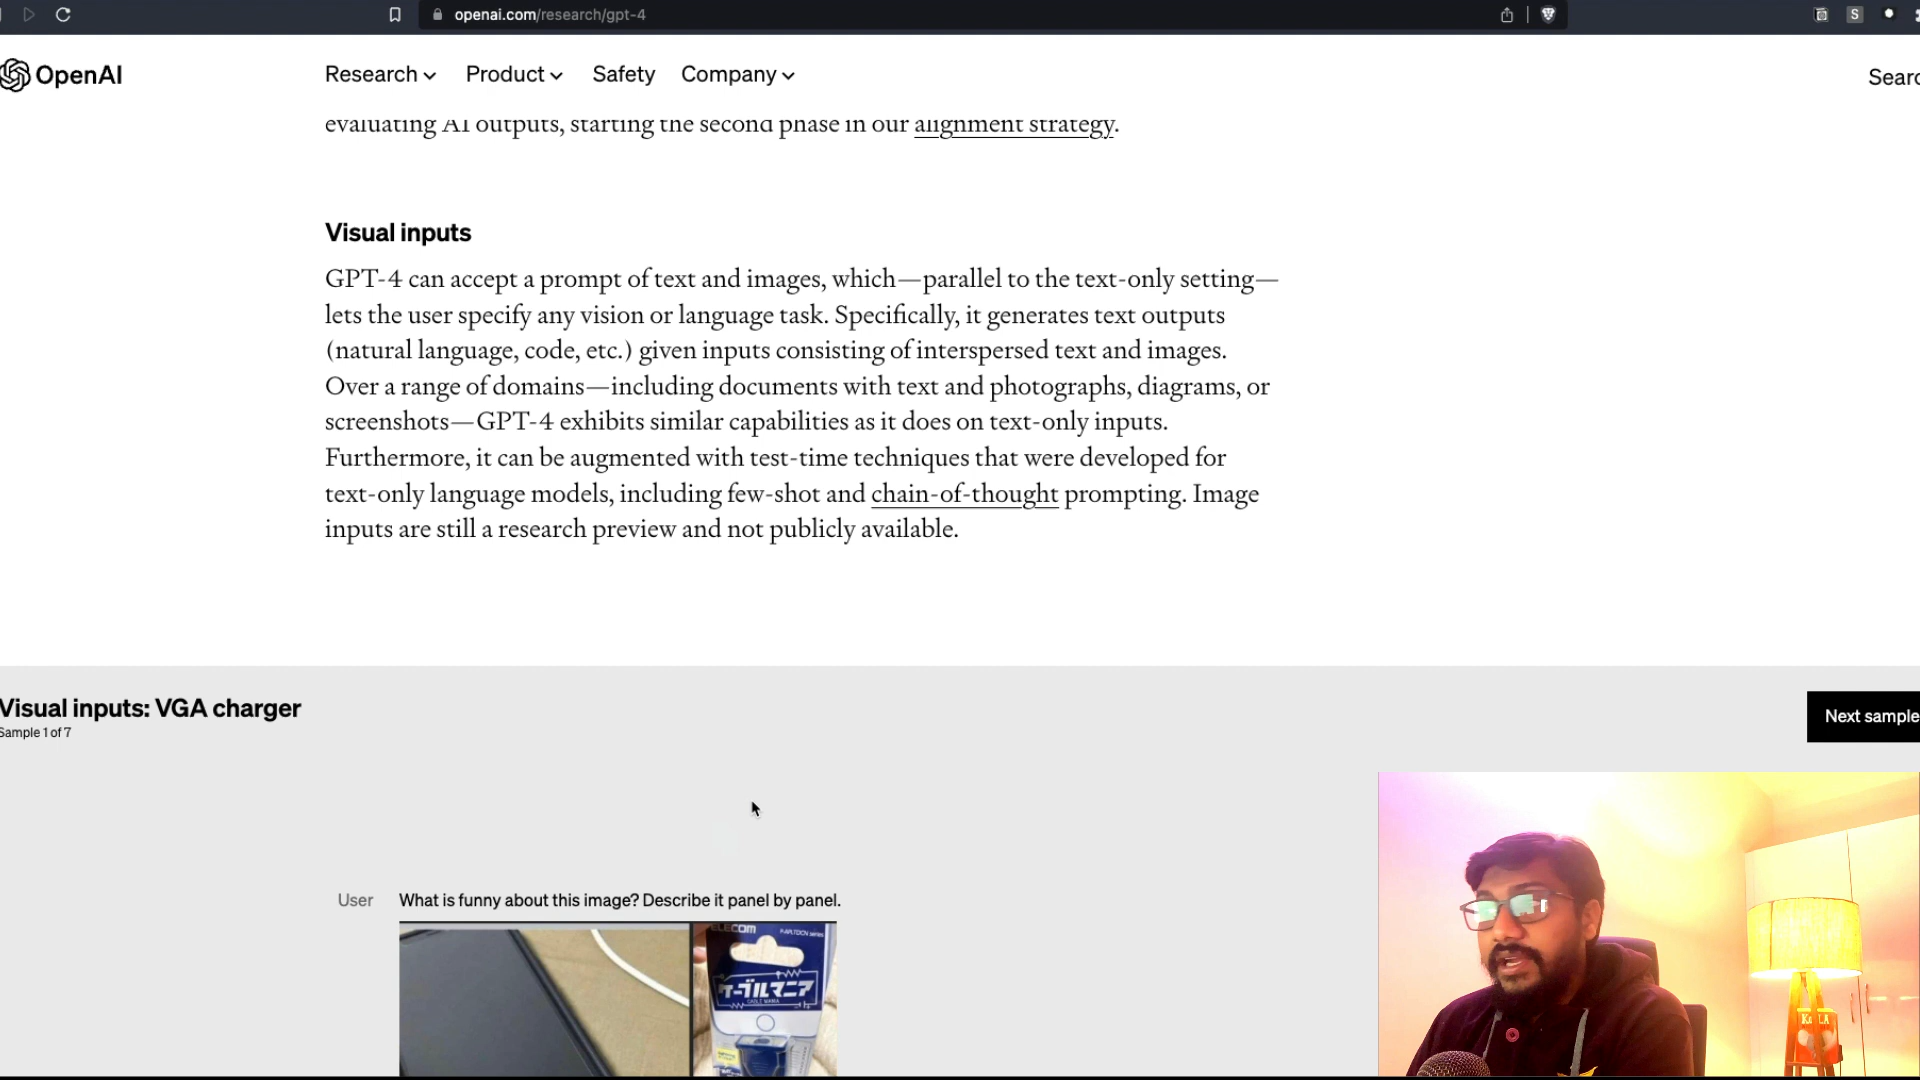 openai.com/research/gpt-4
S
OpenAI
Research
Product
Safety
Company
Searc
evaluating AI outputs, starting the second phase in our alignment strategy.
Visual inputs
GPT-4 can accept a prompt of text and images, which—parallel to the text-only setting—
lets the user specify any vision or language task. Specifically, it generates text outputs
(natural language, code, etc.) given inputs consisting of interspersed text and images.
Over a range of domains—including documents with text and photographs, diagrams, or
screenshots—GPT-4 exhibits similar capabilities as it does on text-only inputs.
Furthermore, it can be augmented with test-time techniques that were developed for
text-only language models, including few-shot and chain-of-thought prompting. Image
inputs are still a research preview and not publicly available.
Visual inputs: VGA charger
Sample 1 of 7
Next sample
User
What is funny about this image? Describe it panel by panel.
ELECOM
ケーブルマニア
CABLE MANIA